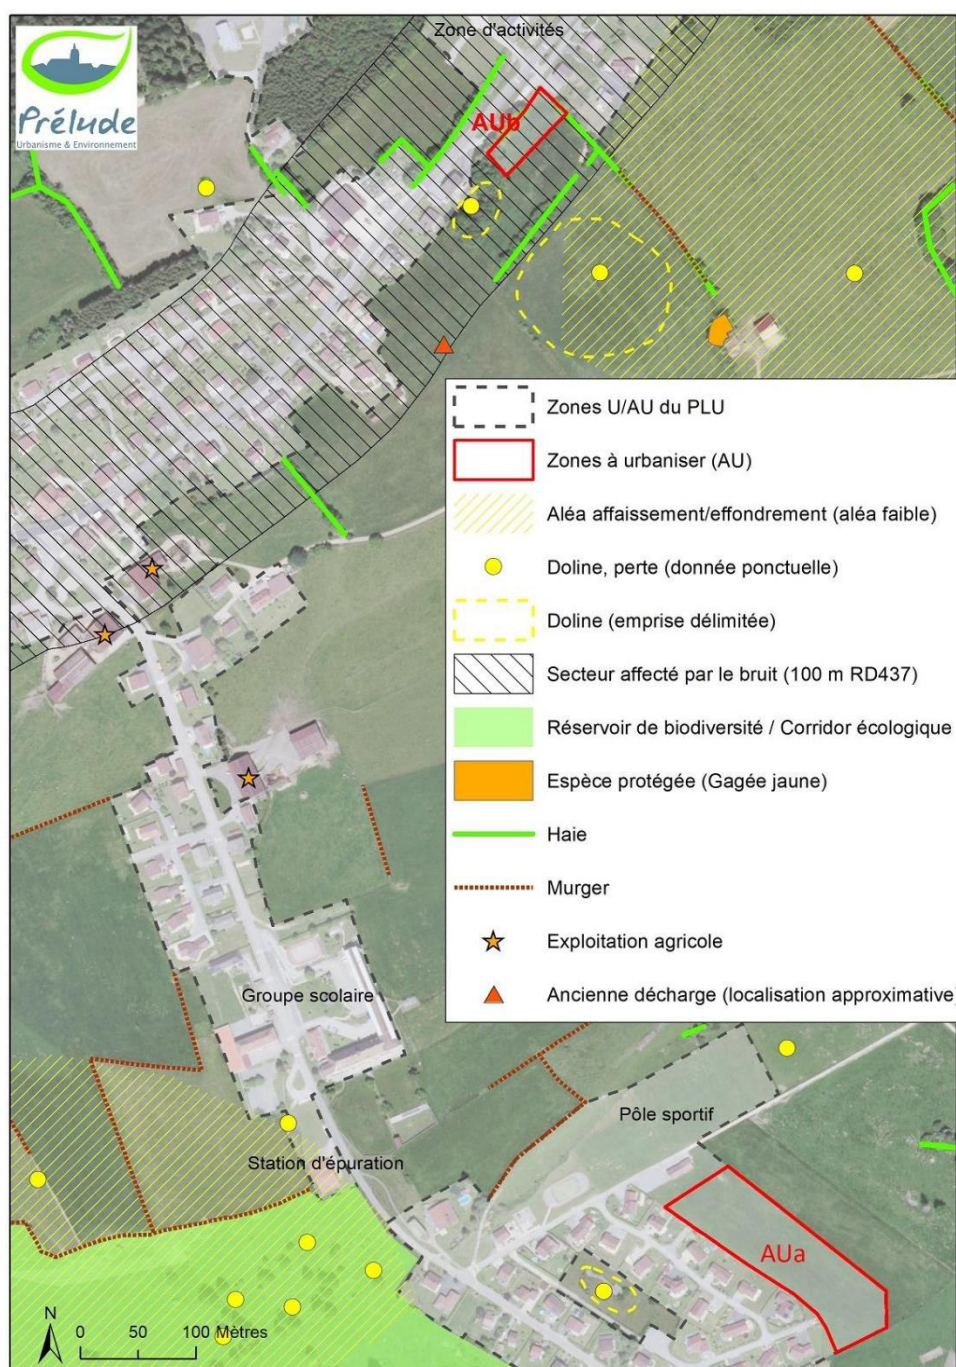 Zone d'activités
Prélude
Urbanisme & Environnement
AUb
Zones U/AU du PLU
Zones à urbaniser (AU)
Aléa affaissement/effondrement (aléa faible)
Doline, perte (donnée ponctuelle)
Doline (emprise délimitée)
Secteur affecté par le bruit (100 m RD437)
Réservoir de biodiversité / Corridor écologique
Espèce protégée (Gagée jaune)
Haie
Murger
Exploitation agricole
Ancienne décharge (localisation approximative)
Groupe scolaire
Pôle sportif
Station d'épuration
AUa
N
0 50 100 Mètres